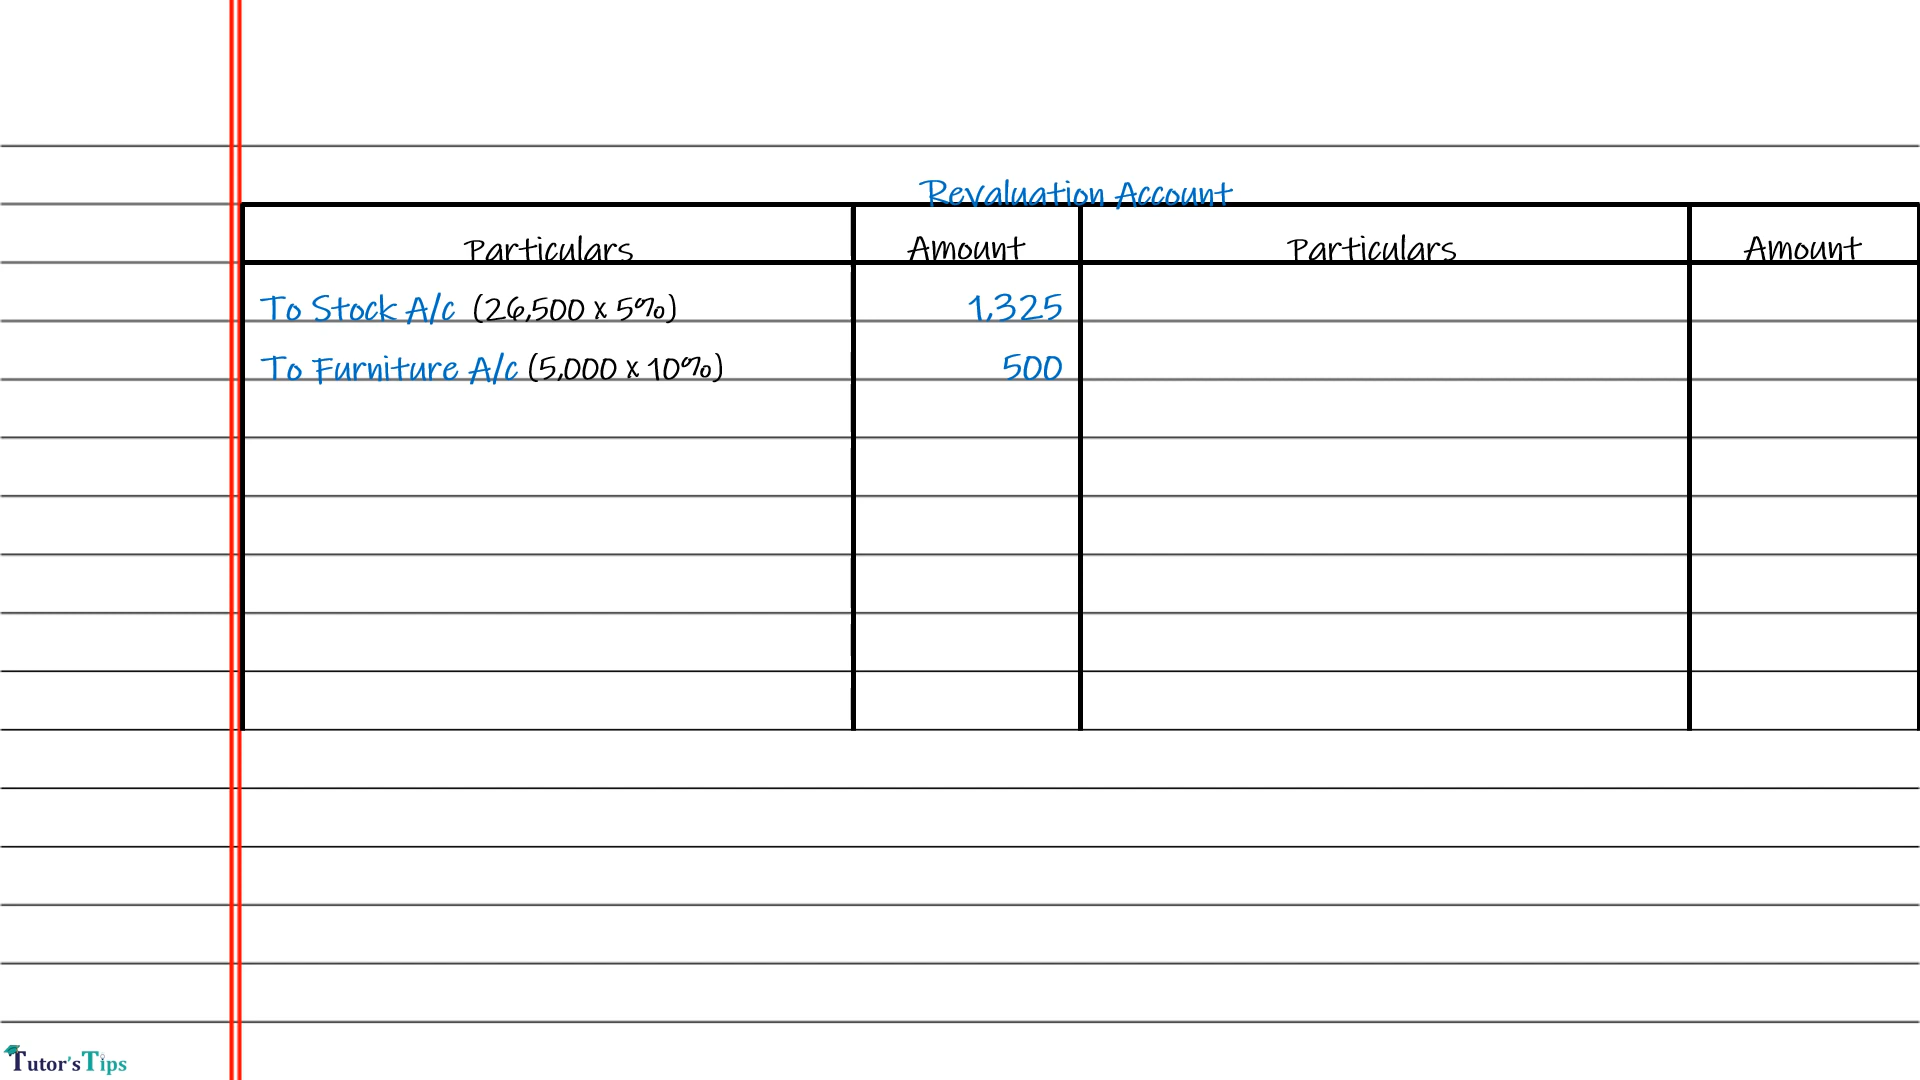 Revaluation Account
Particulars Amount Particulars Amount
To Stock A/c (26,500 x 5%) 1,325
To Furniture A/c (5,000 x 10%) 500
Tutor'sTips